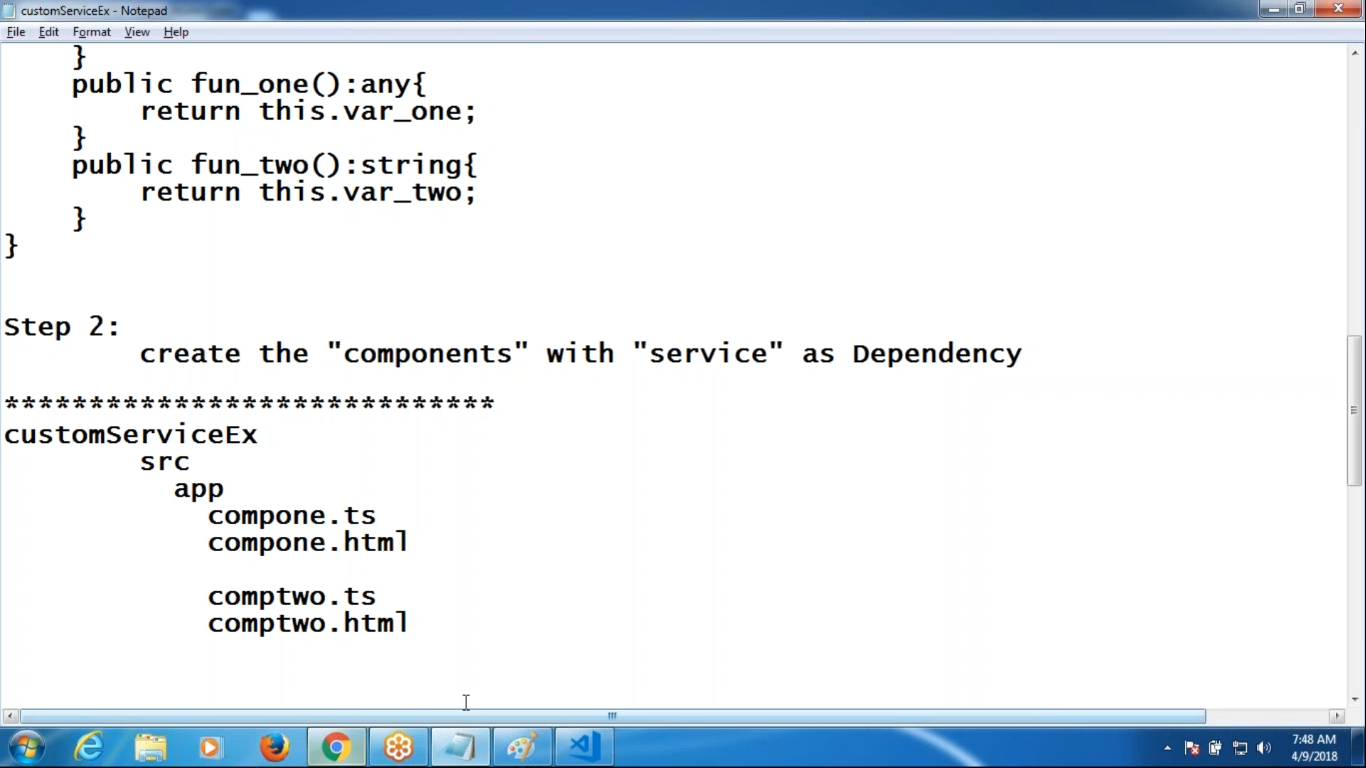 customServiceEx - Notepad
File Edit Format View Help
}
public fun_one():any{
return this.var_one;
}
public fun_two():string{
return this.var_two;
}
}
Step 2:
create the "components" with "service" as Dependency
*****************************
customServiceEx
src
app
compone.ts
compone.html
comptwo.ts
comptwo.html
7:48 AM
4/9/2018